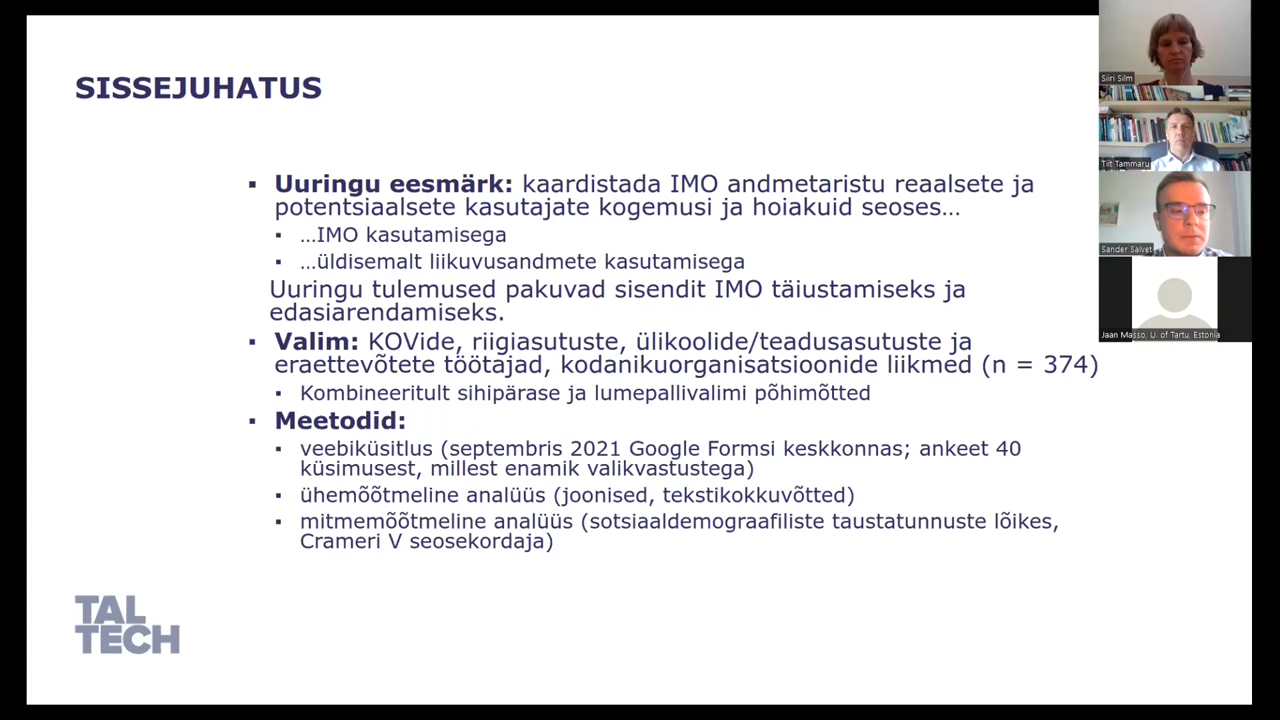 SISSEJUHATUS
▪ Uuringu eesmärk: kaardistada IMO andmetaristu reaalsete ja
potentsiaalsete kasutajate kogemusi ja hoiakuid seoses…
▪ …IMO kasutamisega
▪ …üldisemalt liikuvusandmete kasutamisega
Uuringu tulemused pakuvad sisendit IMO täiustamiseks ja
edasiarendamiseks.
▪ Valim: KOVide, riigiasutuste, ülikoolide/teadusasutuste ja
eraettevõtete töötajad, kodanikuorganisatsioonide liikmed (n = 374)
▪ Kombineeritult sihipärase ja lumepallivalimi põhimõtted
▪ Meetodid:
▪ veebiküsitlus (septembris 2021 Google Formsi keskkonnas; ankeet 40
küsimusest, millest enamik valikvastustega)
▪ ühemõõtmeline analüüs (joonised, tekstikokkuvõtted)
▪ mitmemõõtmeline analüüs (sotsiaaldemograafiliste taustatunnuste lõikes,
Crameri V seosekordaja)
TAL
TECH
Siiri Silm
Tiit Tammaru
Sander Salvet
Jaan Masso, U. of Tartu, Estonia